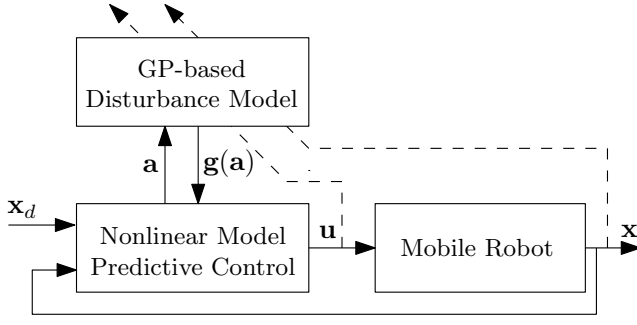 GP-based
Disturbance Model
a
g(a)
x_d
Nonlinear Model
Predictive Control
u
Mobile Robot
x